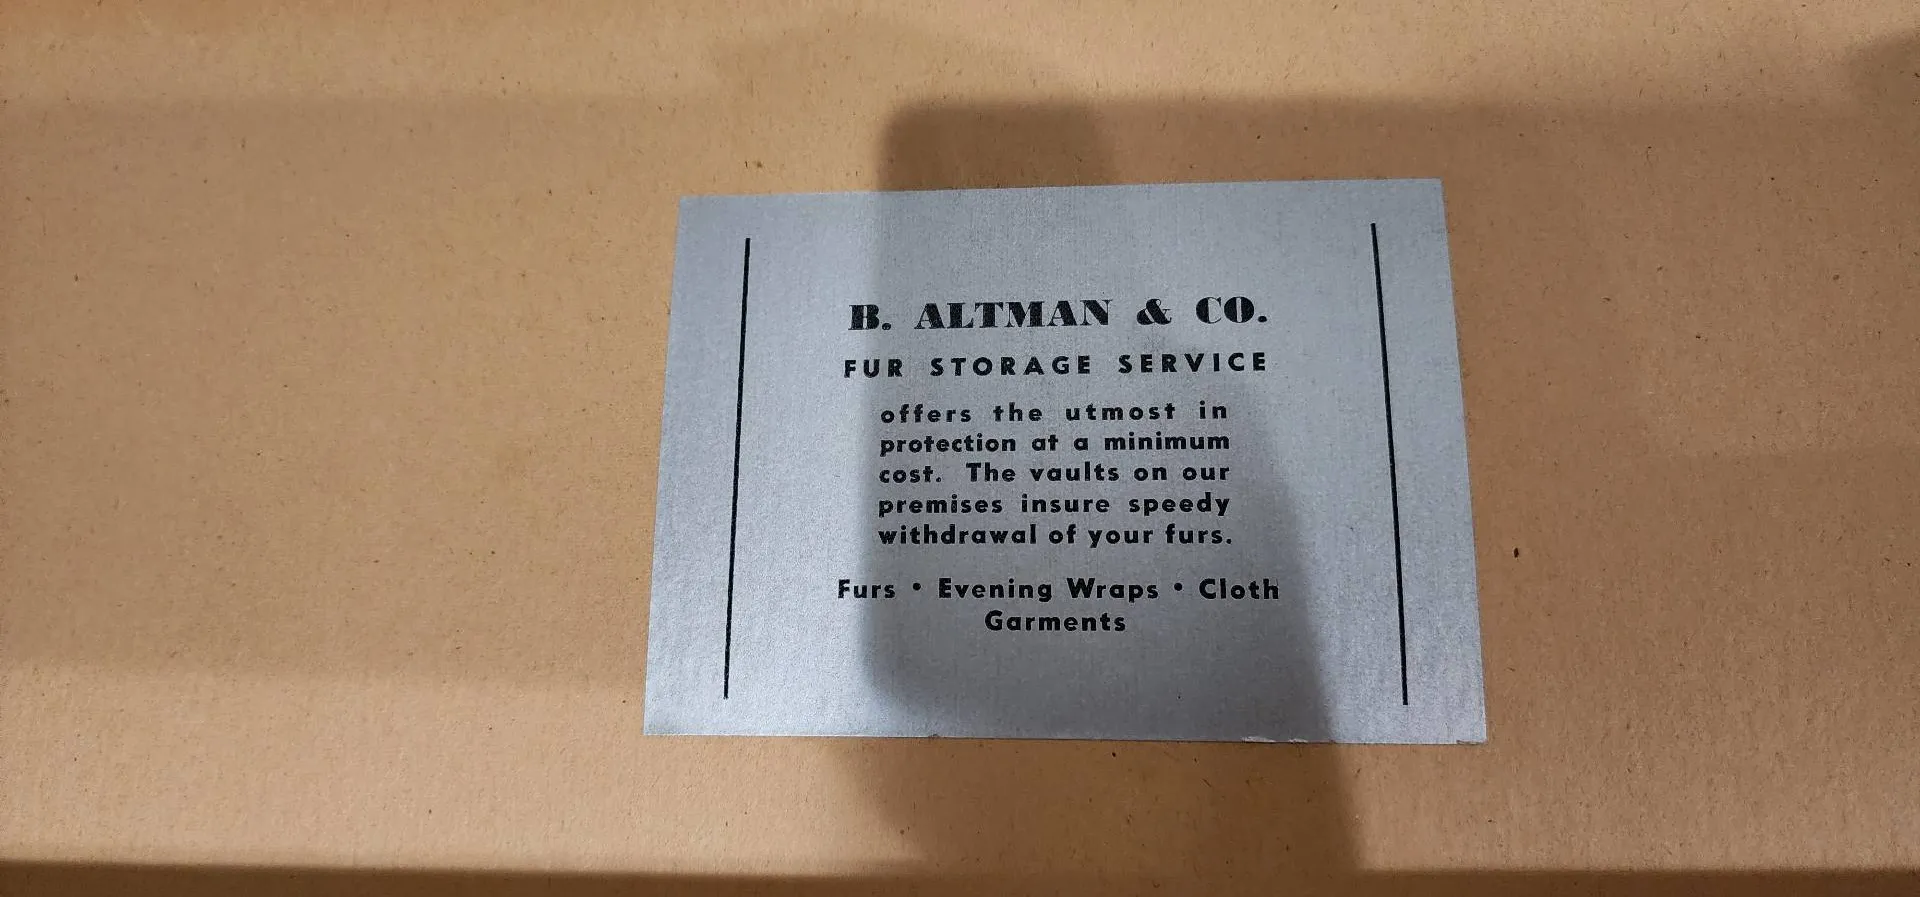 B. ALTMAN & CO.
FUR STORAGE SERVICE
offers the utmost in
protection at a minimum
cost. The vaults on our
premises insure speedy
withdrawal of your furs.
Furs • Evening Wraps • Cloth
Garments